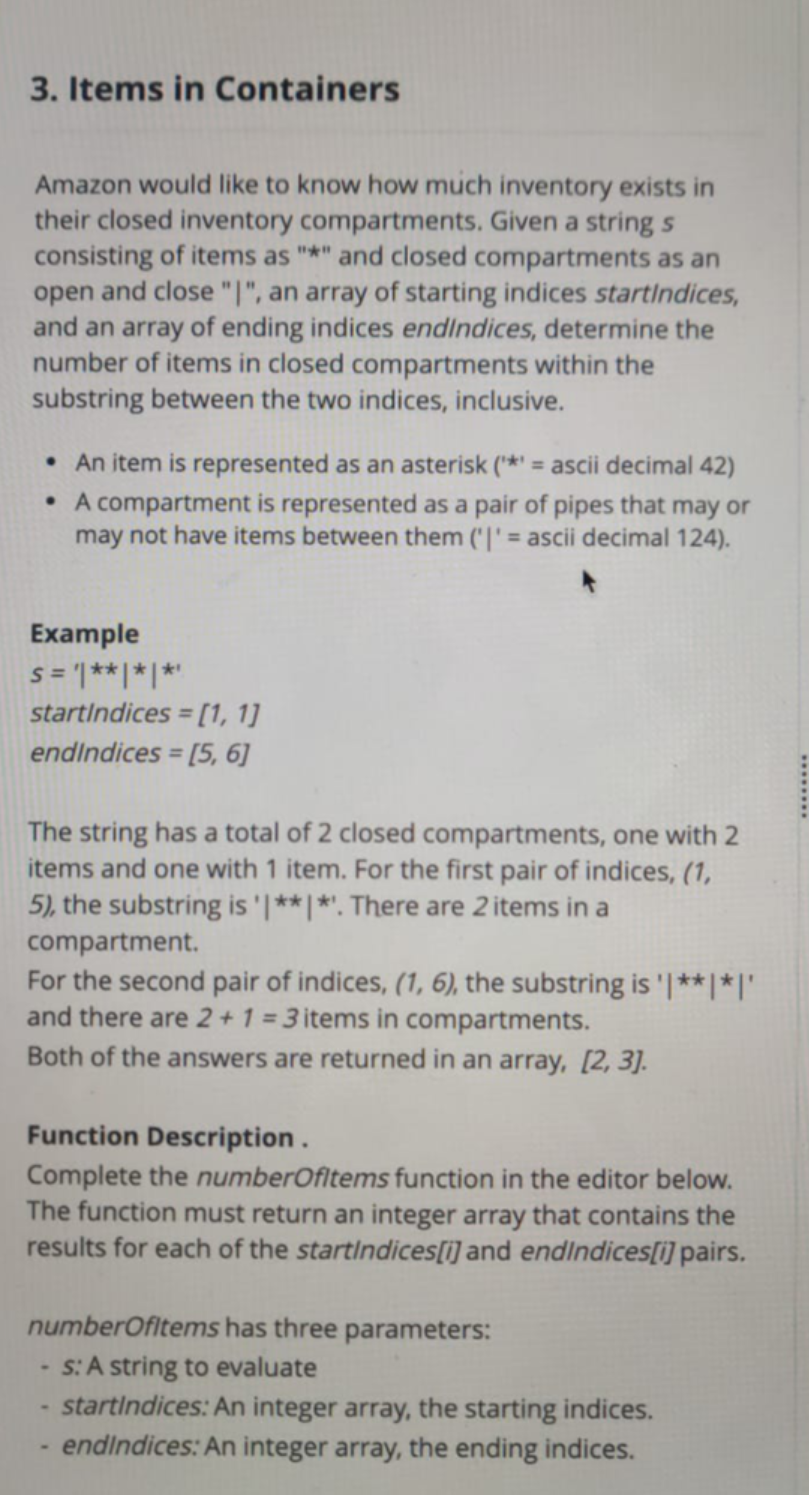 3. Items in Containers
Amazon would like to know how much inventory exists in
their closed inventory compartments. Given a string s
consisting of items as "*" and closed compartments as an
open and close "|", an array of starting indices startIndices,
and an array of ending indices endIndices, determine the
number of items in closed compartments within the
substring between the two indices, inclusive.
• An item is represented as an asterisk ('*' = ascii decimal 42)
• A compartment is represented as a pair of pipes that may or
may not have items between them ('|' = ascii decimal 124).
Example
s = '|**|*|*'
startIndices = [1, 1]
endIndices = [5, 6]
The string has a total of 2 closed compartments, one with 2
items and one with 1 item. For the first pair of indices, (1,
5), the substring is '|**|*'. There are 2 items in a
compartment.
For the second pair of indices, (1, 6), the substring is '|**|*|'
and there are 2 + 1 = 3 items in compartments.
Both of the answers are returned in an array, [2, 3].
Function Description .
Complete the numberOfItems function in the editor below.
The function must return an integer array that contains the
results for each of the startIndices[i] and endIndices[i] pairs.
numberOfItems has three parameters:
- s: A string to evaluate
- startIndices: An integer array, the starting indices.
- endIndices: An integer array, the ending indices.